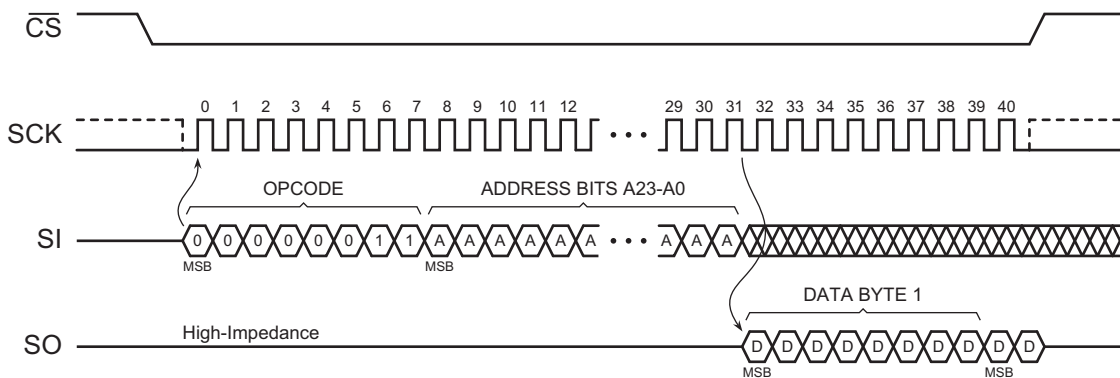 CS
0 1 2 3 4 5 6 7 8 9 10 11 12 29 30 31 32 33 34 35 36 37 38 39 40
SCK
OPCODE ADDRESS BITS A23-A0
SI 0 0 0 0 0 0 1 1 A A A A A A • • • A A A
MSB MSB
DATA BYTE 1
SO High-Impedance D D D D D D D D D D
MSB MSB